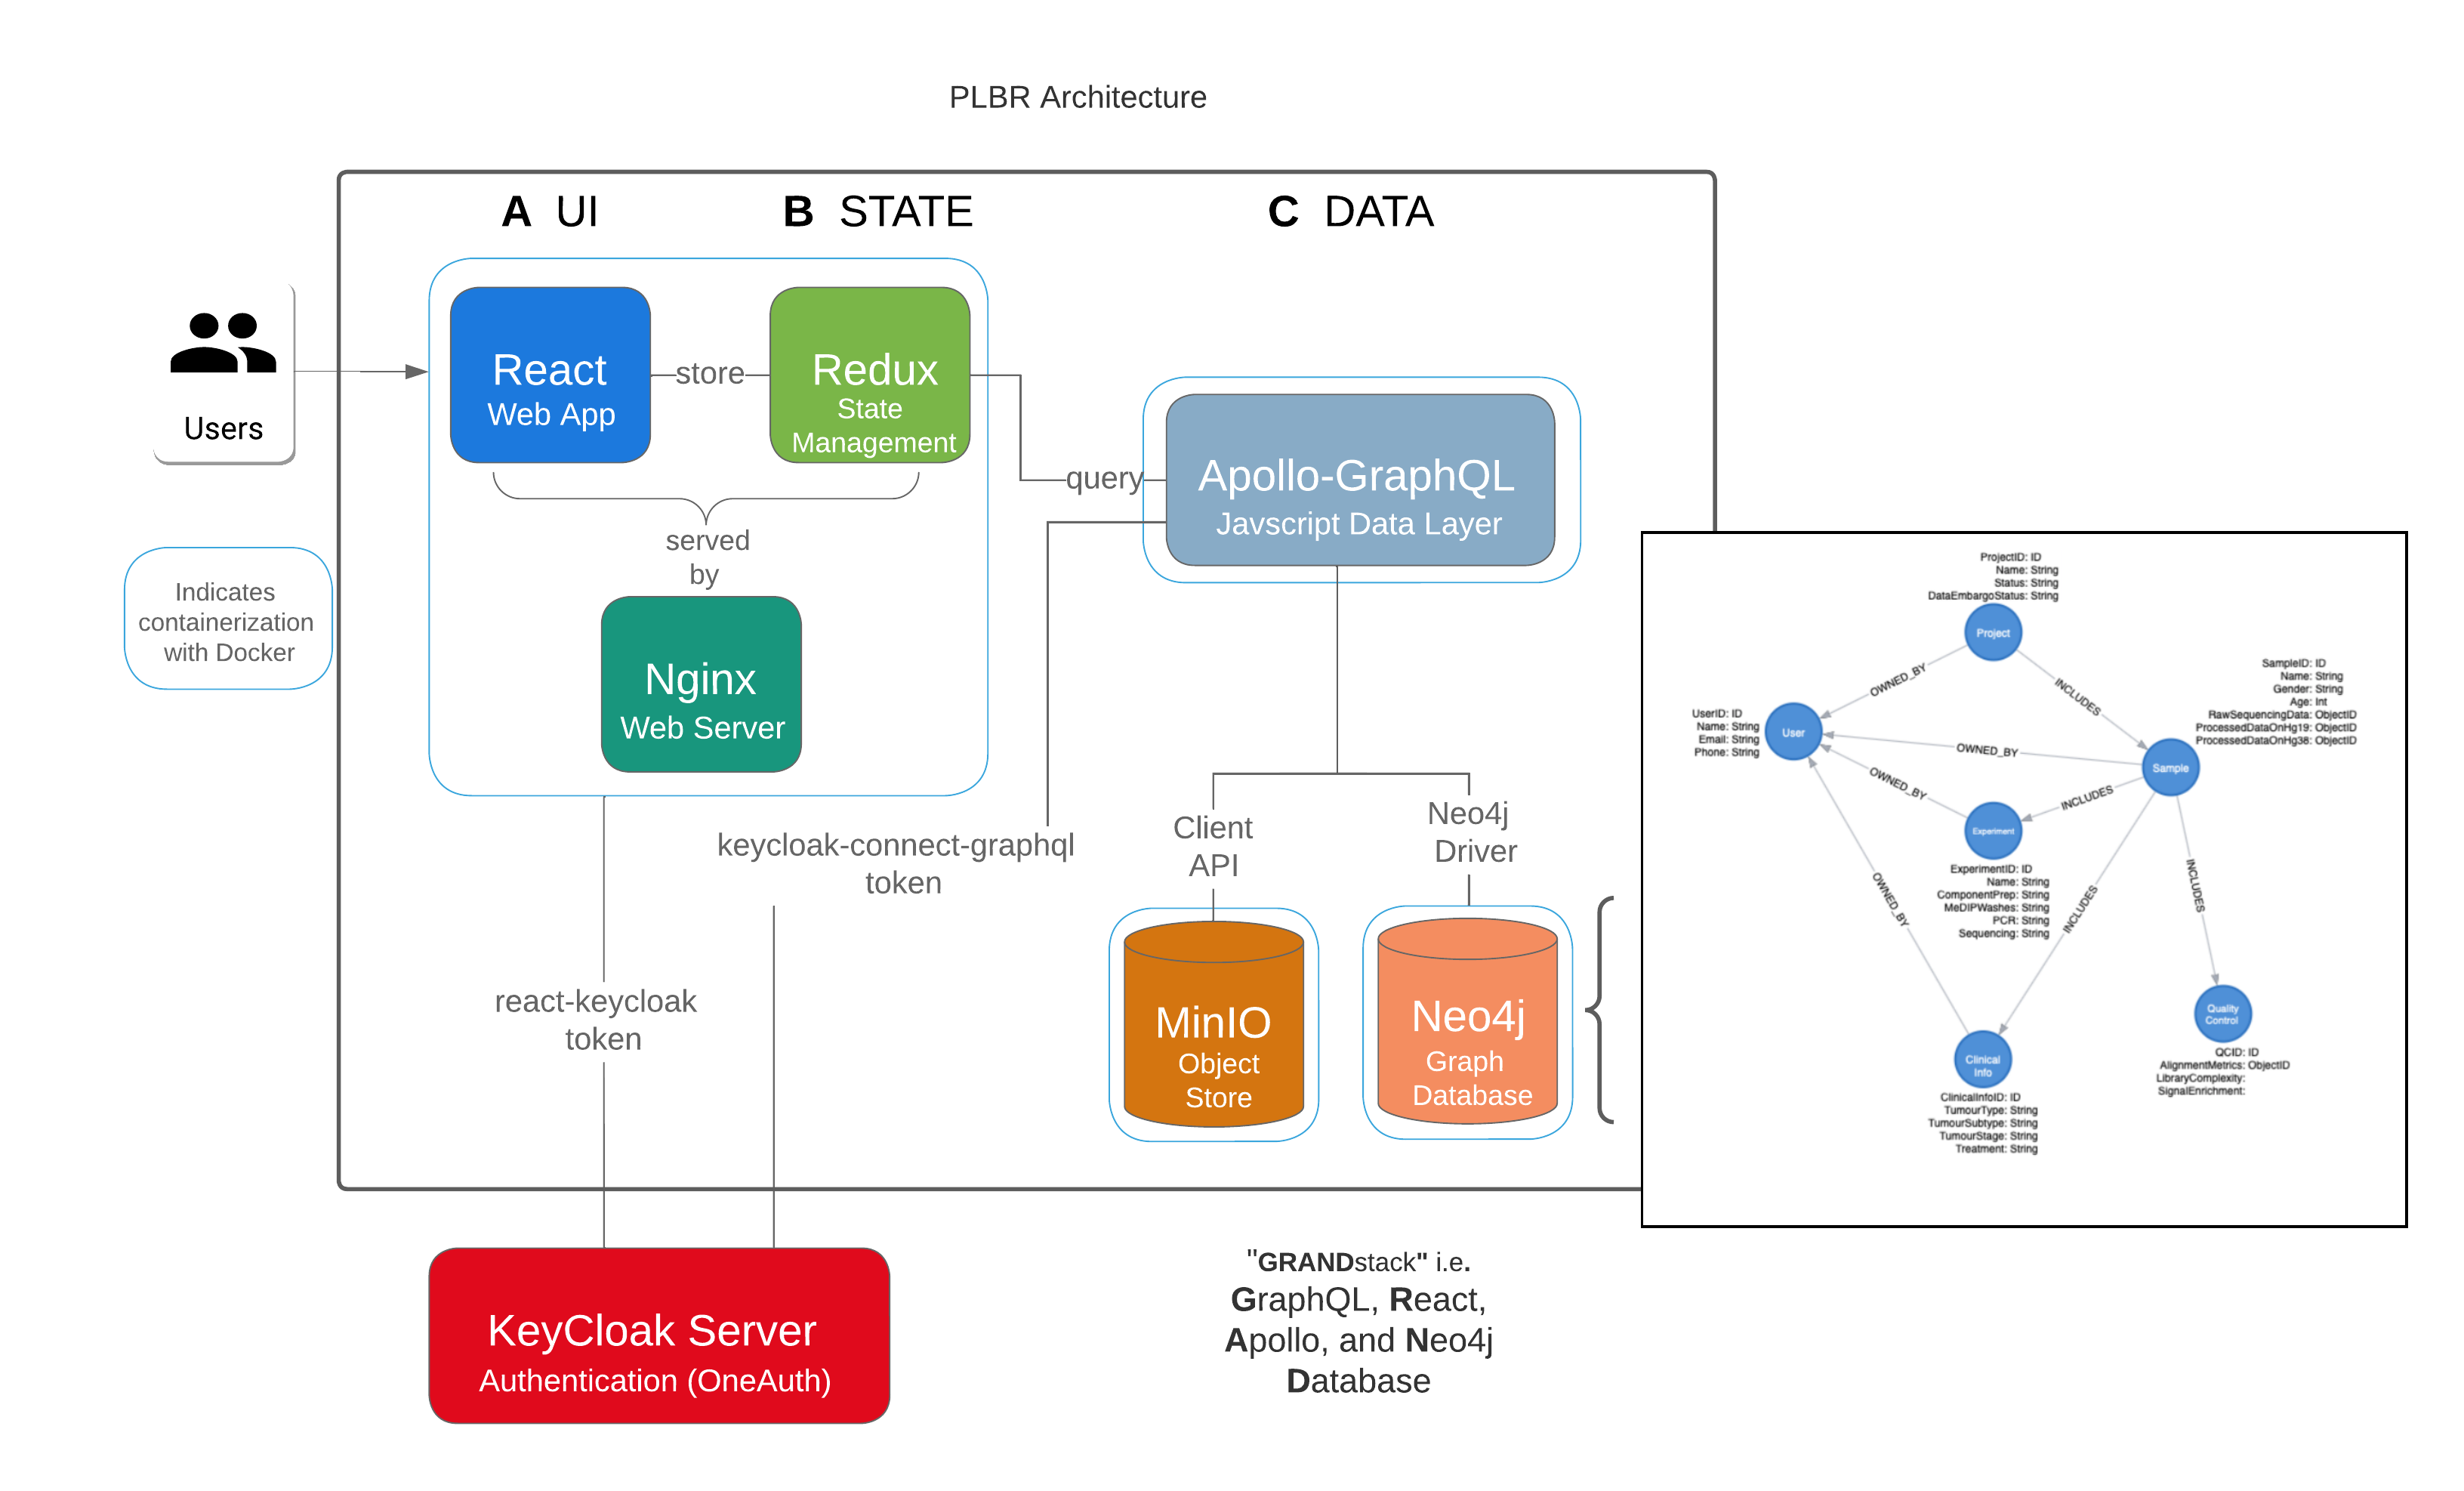 PLBR Architecture
A UI
B STATE
C DATA
Users
React
Web App
store
Redux
State
Management
query
Apollo-GraphQL
Javscript Data Layer
served
by
Nginx
Web Server
Indicates
containerization
with Docker
keycloak-connect-graphql
token
react-keycloak
token
Client
API
Neo4j
Driver
MinIO
Object
Store
Neo4j
Graph
Database
KeyCloak Server
Authentication (OneAuth)
"GRANDstack" i.e.
GraphQL, React,
Apollo, and Neo4j
Database
ProjectID: ID
Name: String
Status: String
DataEmbargoStatus: String
Project
OWNED_BY
INCLUDES
SampleID: ID
Name: String
Gender: String
Age: Int
RawSequencingData: ObjectID
ProcessedDataOnHg19: ObjectID
ProcessedDataOnHg38: ObjectID
UserID: ID
Name: String
Email: String
Phone: String
User
OWNED_BY
Sample
OWNED_BY
INCLUDES
Experiment
ExperimentID: ID
Name: String
ComponentPrep: String
MeDIPWashes: String
PCR: String
Sequencing: String
OWNED_BY
INCLUDES
INCLUDES
Quality
Control
QCID: ID
AlignmentMetrics: ObjectID
LibraryComplexity:
SignalEnrichment:
Clinical
Info
ClinicalInfoID: ID
TumourType: String
TumourSubtype: String
TumourStage: String
Treatment: String